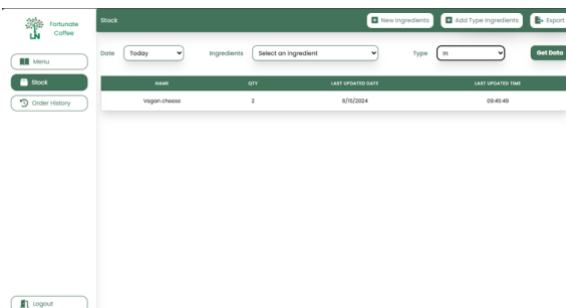 Fortunate
Coffee
LN
Stock
New Ingredients
Add Type Ingredients
Export
Menu
Stock
Order History
Date
Today
Ingredients
Select an Ingredient
Type
In
Get Data
NAME QTY LAST UPDATED DATE LAST UPDATED TIME
Vegan cheese 2 8/15/2024 09:45:49
Logout